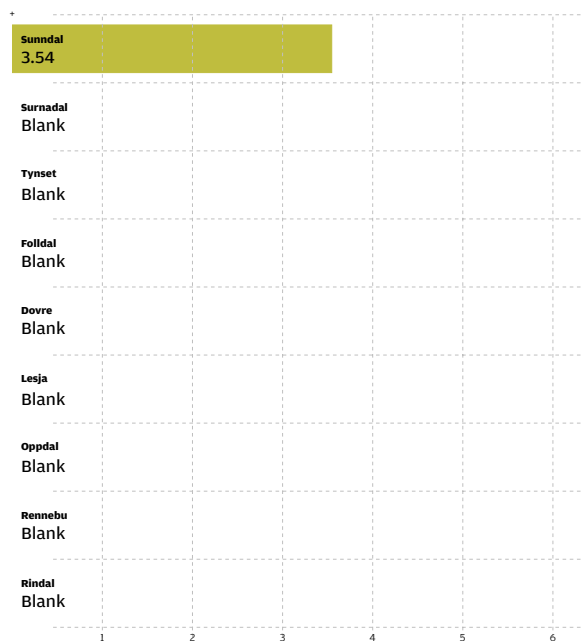 +
Sunndal
3.54
Surnadal
Blank
Tynset
Blank
Folldal
Blank
Dovre
Blank
Lesja
Blank
Oppdal
Blank
Rennebu
Blank
Rindal
Blank
1 2 3 4 5 6